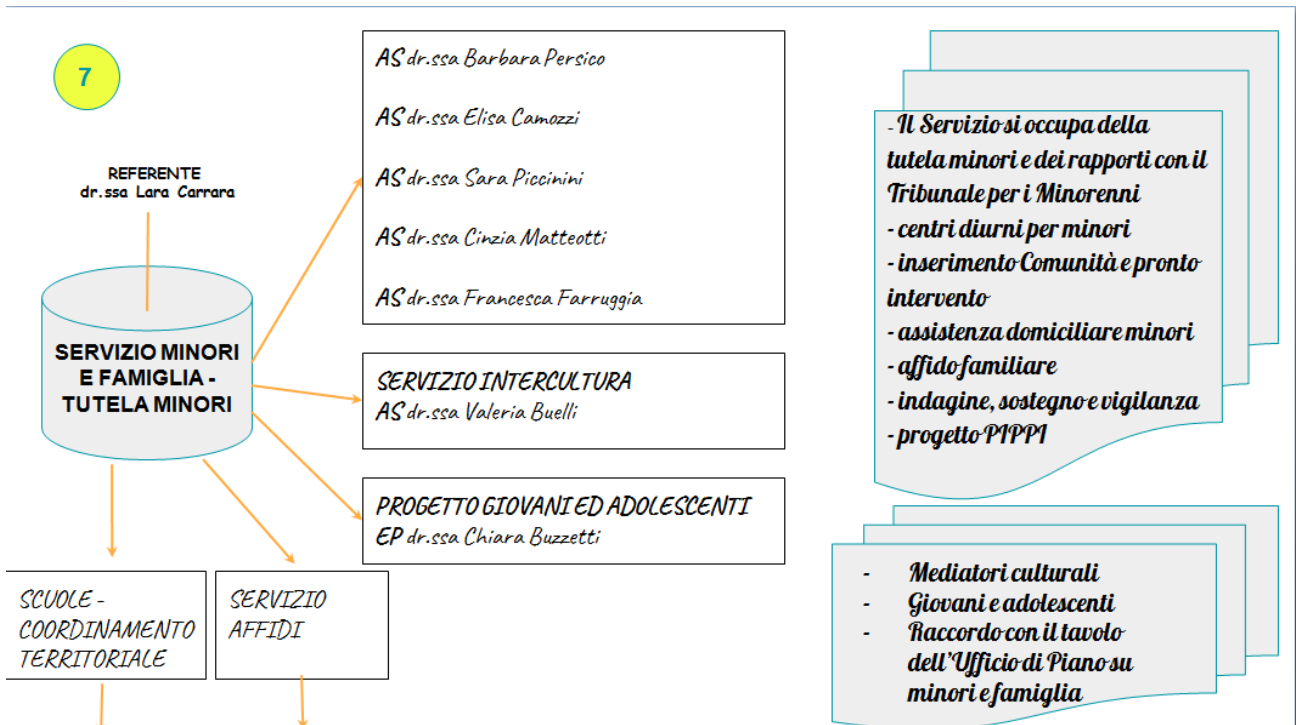 7
REFERENTE
dr.ssa Lara Carrara
SERVIZIO MINORI
E FAMIGLIA -
TUTELA MINORI
AS dr.ssa Barbara Persico
AS dr.ssa Elisa Camozzi
AS dr.ssa Sara Piccinini
AS dr.ssa Cinzia Matteotti
AS dr.ssa Francesca Farruggia
SERVIZIO INTERCULTURA
AS dr.ssa Valeria Buelli
PROGETTO GIOVANI ED ADOLESCENTI
EP dr.ssa Chiara Buzzetti
SCUOLE -
COORDINAMENTO
TERRITORIALE
SERVIZIO
AFFIDI
- Il Servizio si occupa della
tutela minori e dei rapporti con il
Tribunale per i Minorenni
- centri diurni per minori
- inserimento Comunità e pronto
intervento
- assistenza domiciliare minori
- affido familiare
- indagine, sostegno e vigilanza
- progetto PIPPI
- Mediatori culturali
- Giovani e adolescenti
- Raccordo con il tavolo
dell'Ufficio di Piano su
minori e famiglia